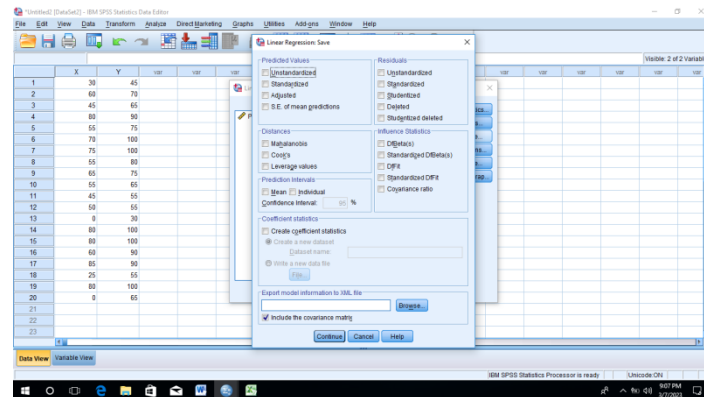 *Untitled2 [DataSet2] - IBM SPSS Statistics Data Editor
File Edit View Data Transform Analyze Direct Marketing Graphs Utilities Add-ons Window Help
Visible: 2 of 2 Variabl
X Y var var var var var var var var
1 30 45
2 60 70
3 45 65
4 80 90
5 55 75
6 70 100
7 75 100
8 55 80
9 65 75
10 55 65
11 45 55
12 50 55
13 0 30
14 80 100
15 80 100
16 60 90
17 85 90
18 25 55
19 80 100
20 0 65
21
22
23
Linear Regression: Save
Predicted Values
Unstandardized
Standardized
Adjusted
S.E. of mean predictions
Residuals
Unstandardized
Standardized
Studentized
Deleted
Studentized deleted
Distances
Mahalanobis
Cook's
Leverage values
Influence Statistics
DfBeta(s)
Standardized DfBeta(s)
DfFit
Standardized DfFit
Covariance ratio
Prediction Intervals
Mean Individual
Confidence Interval: 95 %
Coefficient statistics
Create coefficient statistics
Create a new dataset
Dataset name:
Write a new data file
File...
Export model information to XML file
Browse...
Include the covariance matrix
Continue Cancel Help
Data View Variable View
IBM SPSS Statistics Processor is ready Unicode:ON
9:07 PM
3/7/2023